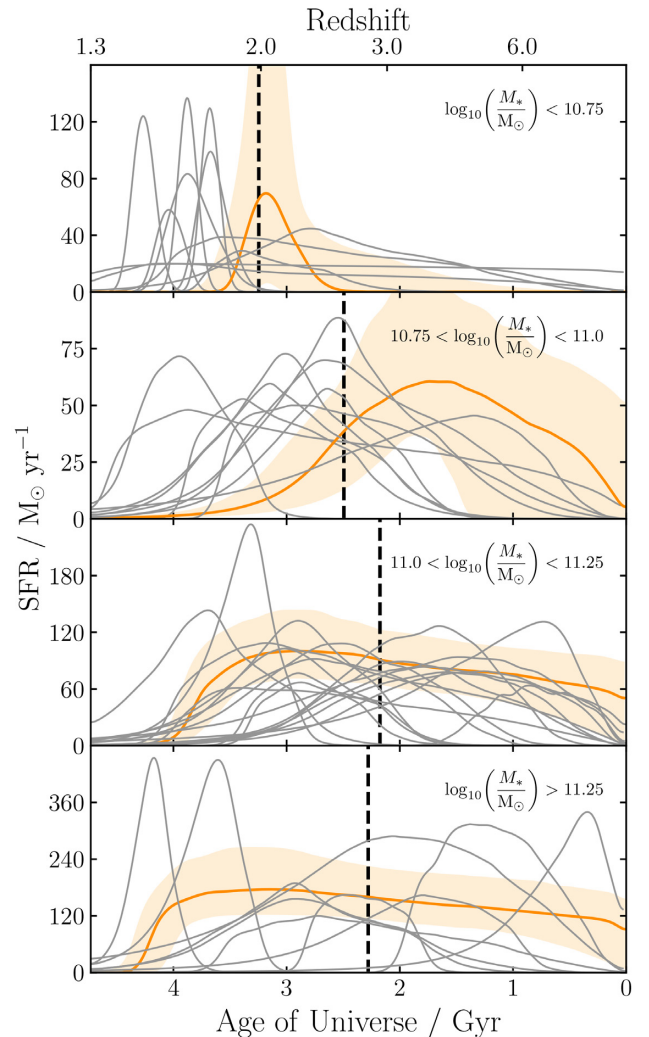 Redshift
1.3 2.0 3.0 6.0
log₁₀(M∗/M⊙) < 10.75
120
80
40
0
10.75 < log₁₀(M∗/M⊙) < 11.0
75
50
25
0
11.0 < log₁₀(M∗/M⊙) < 11.25
180
120
60
0
log₁₀(M∗/M⊙) > 11.25
360
240
120
0
SFR / M⊙ yr⁻¹
4 3 2 1 0
Age of Universe / Gyr